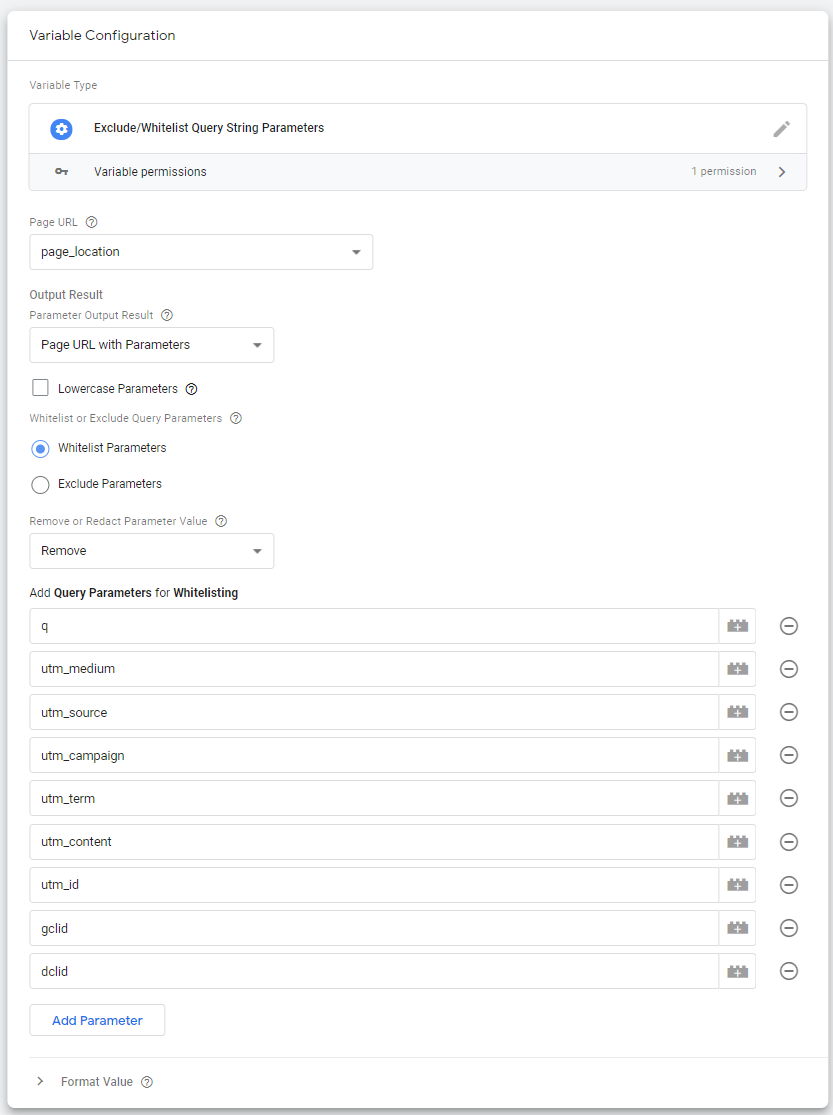 Variable Configuration
Variable Type
Exclude/Whitelist Query String Parameters
Variable permissions 1 permission
Page URL
page_location
Output Result
Parameter Output Result
Page URL with Parameters
Lowercase Parameters
Whitelist or Exclude Query Parameters
Whitelist Parameters
Exclude Parameters
Remove or Redact Parameter Value
Remove
Add Query Parameters for Whitelisting
q
utm_medium
utm_source
utm_campaign
utm_term
utm_content
utm_id
gclid
dclid
Add Parameter
Format Value